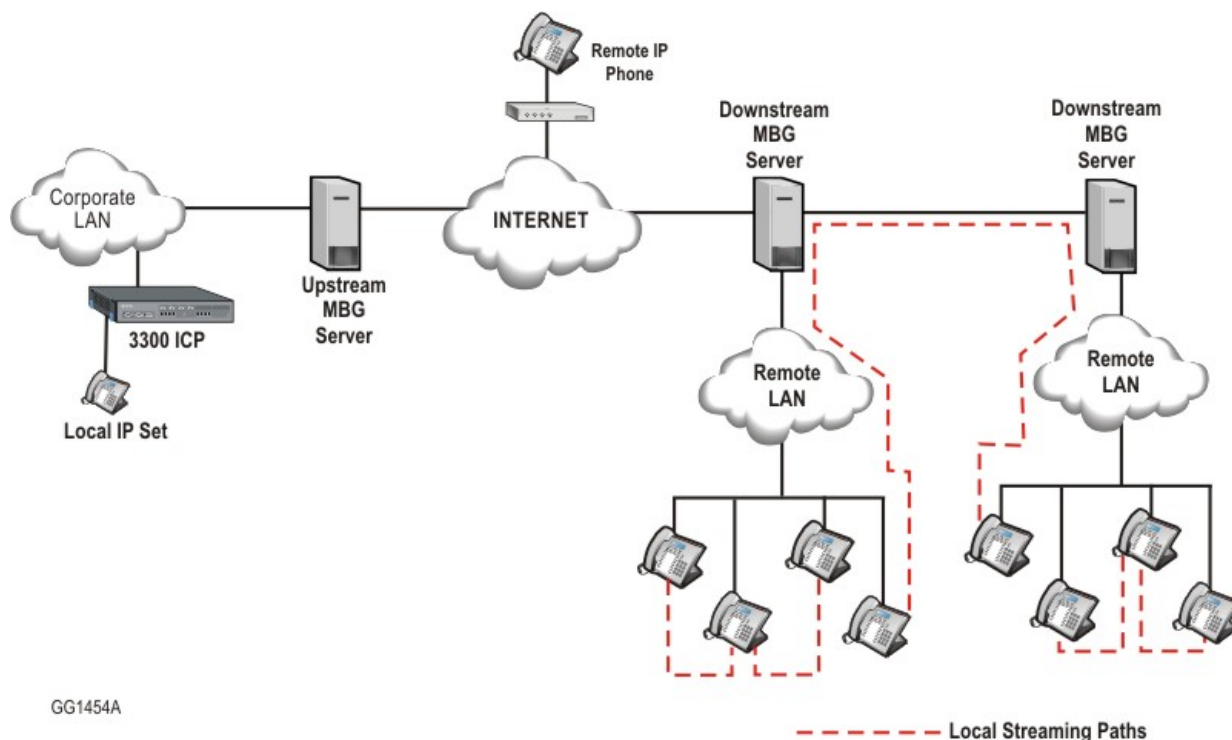 Remote IP
Phone
Downstream
MBG
Server
Downstream
MBG
Server
Corporate
LAN
INTERNET
Upstream
MBG
Server
3300 ICP
Local IP Set
Remote
LAN
Remote
LAN
GG1454A
Local Streaming Paths